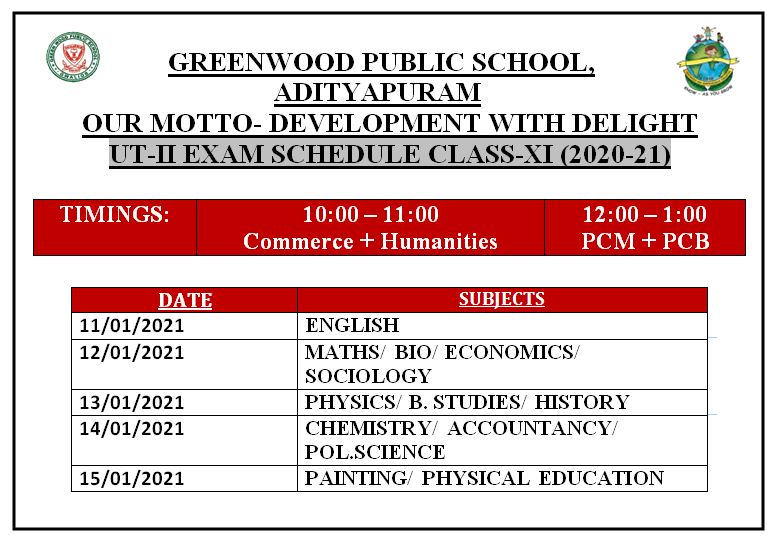 GREENWOOD PUBLIC SCHOOL,
ADITYAPURAM
OUR MOTTO- DEVELOPMENT WITH DELIGHT
UT-II EXAM SCHEDULE CLASS-XI (2020-21)
TIMINGS: 10:00 – 11:00 12:00 – 1:00
Commerce + Humanities PCM + PCB
DATE SUBJECTS
11/01/2021 ENGLISH
12/01/2021 MATHS/ BIO/ ECONOMICS/
SOCIOLOGY
13/01/2021 PHYSICS/ B. STUDIES/ HISTORY
14/01/2021 CHEMISTRY/ ACCOUNTANCY/
POL.SCIENCE
15/01/2021 PAINTING/ PHYSICAL EDUCATION